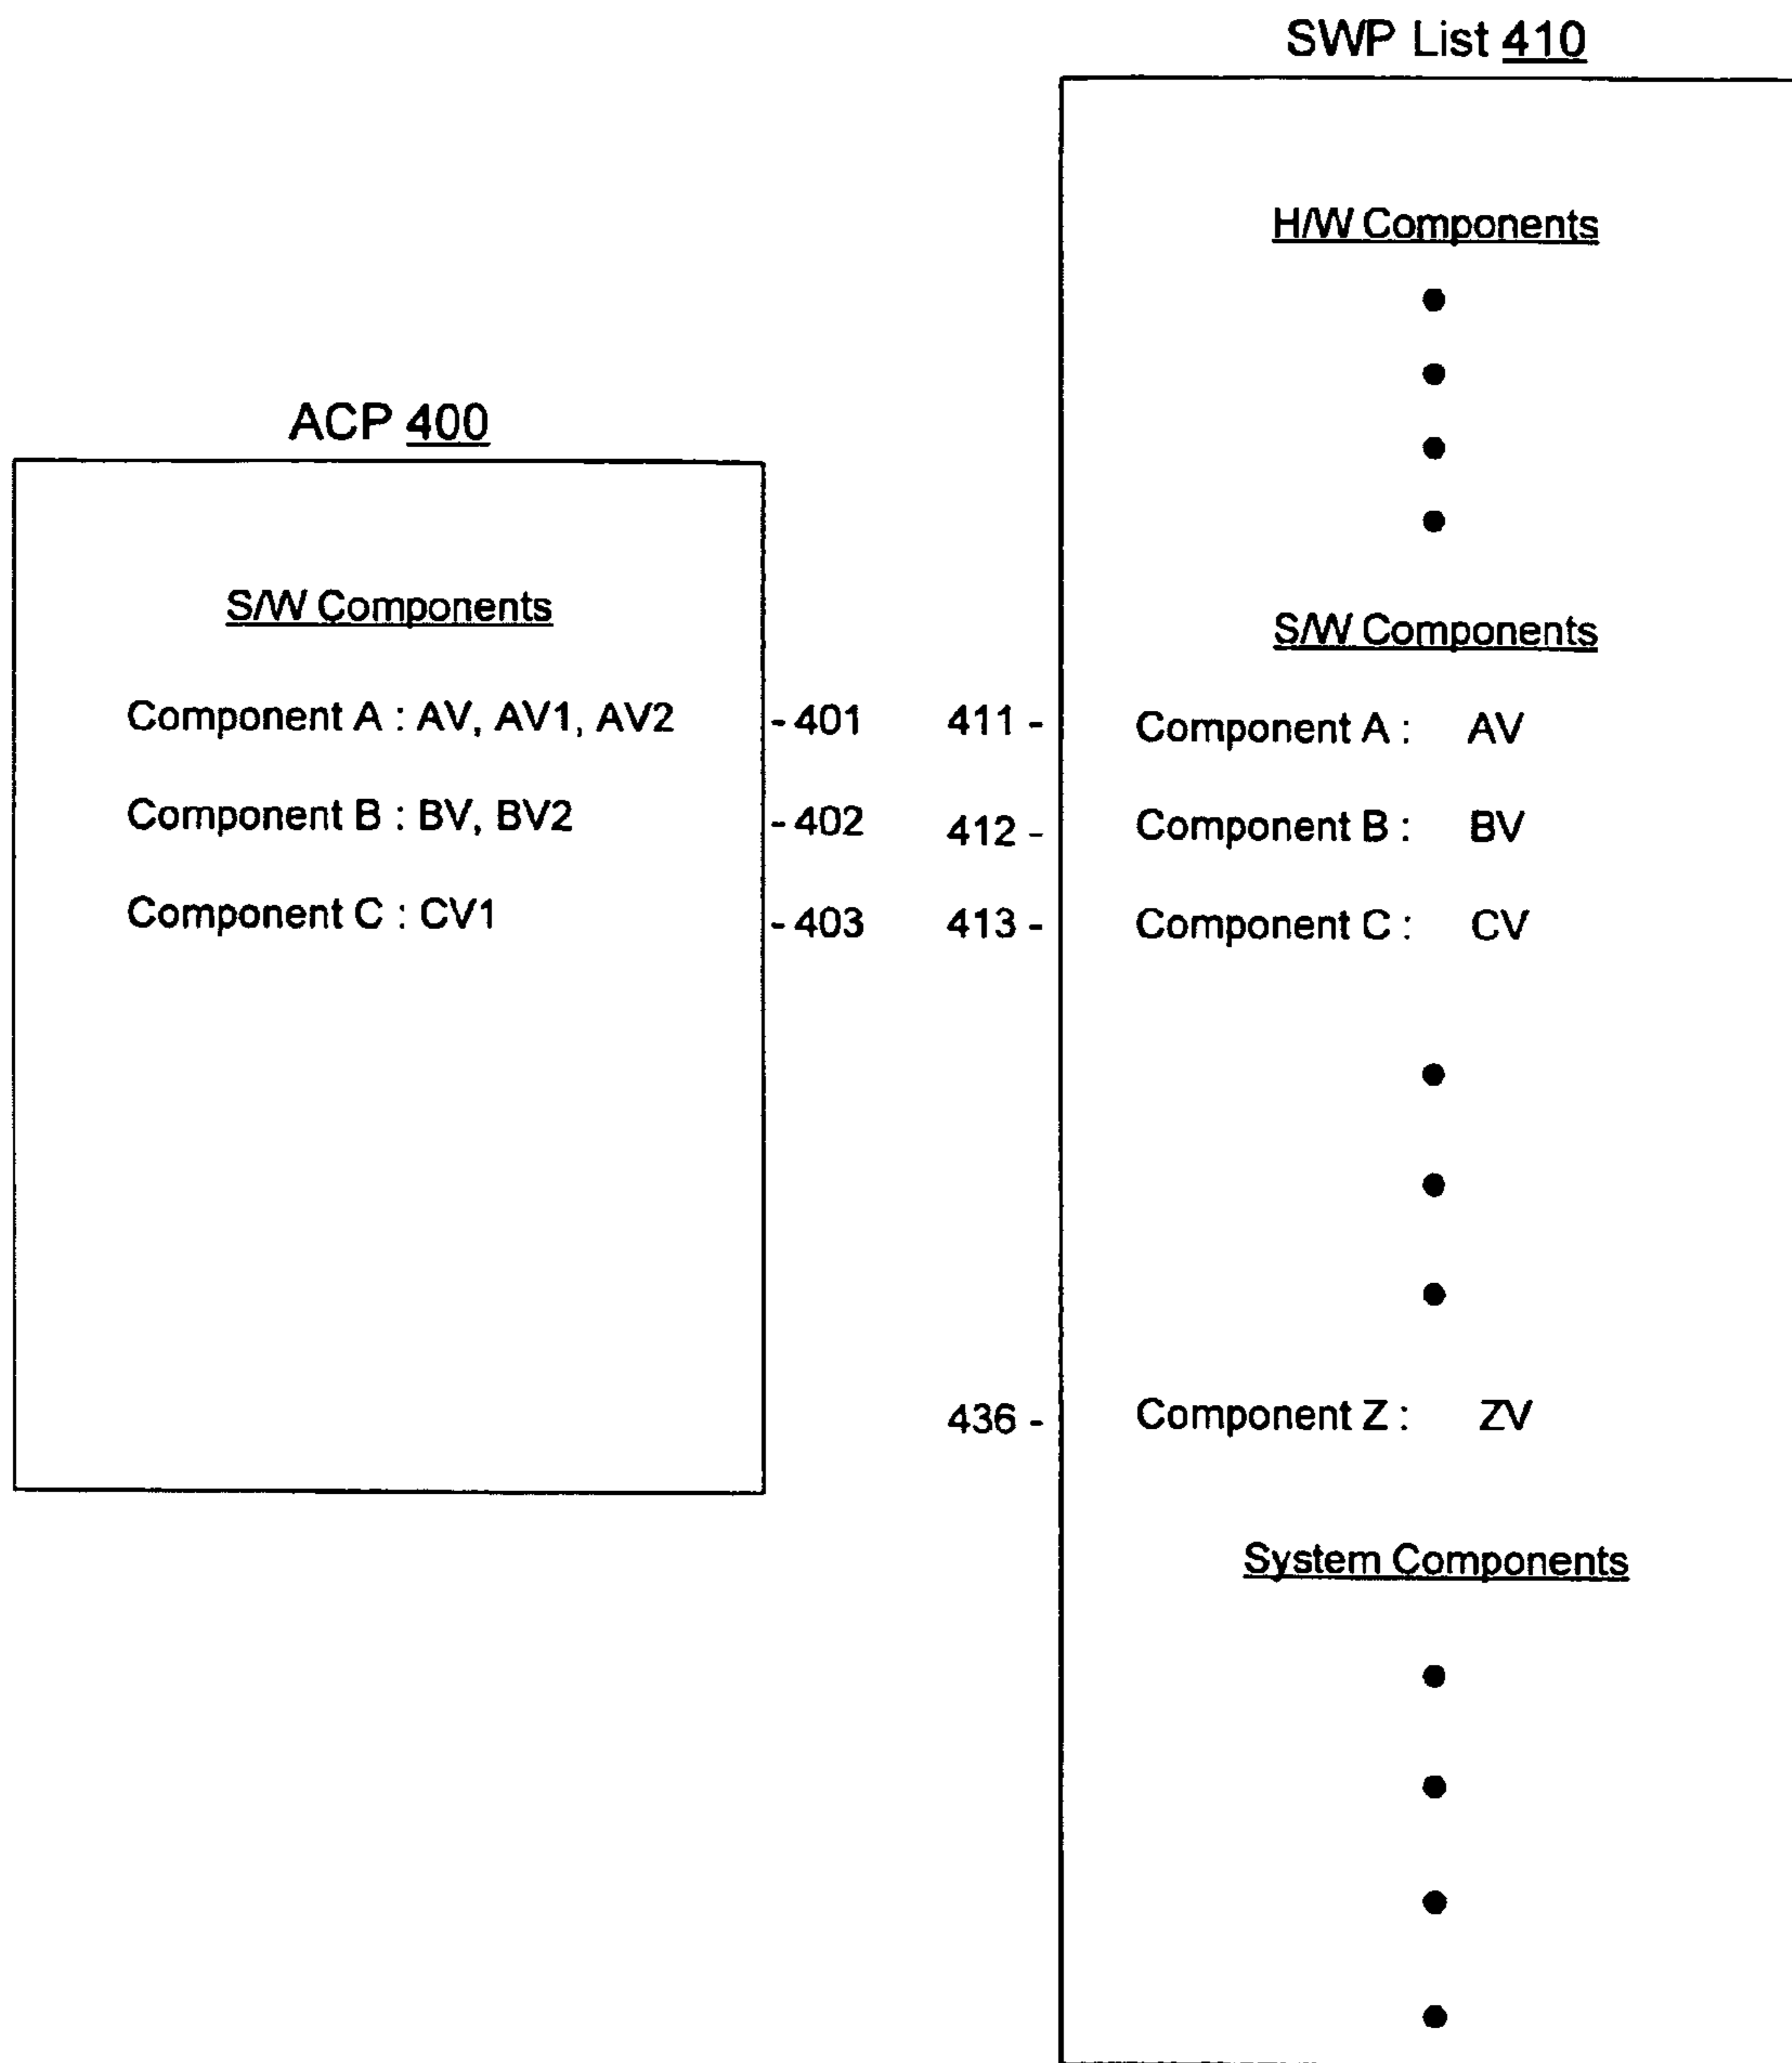 SWP List 410
H/W Components
ACP 400
S/W Components
Component A : AV, AV1, AV2 - 401
Component B : BV, BV2 - 402
Component C : CV1 - 403
S/W Components
411 - Component A : AV
412 - Component B : BV
413 - Component C : CV
436 - Component Z : ZV
System Components